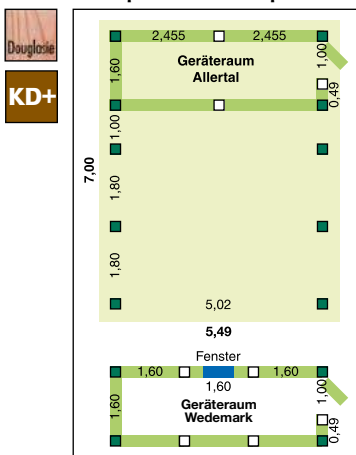 Douglasie
KD+
2,455
2,455
1,60
Geräteraum
Allertal
1,00
0,49
1,00
7,00
1,80
1,80
5,02
5,49
Fenster
1,60
1,60
1,60
1,60
Geräteraum
Wedemark
1,00
0,49